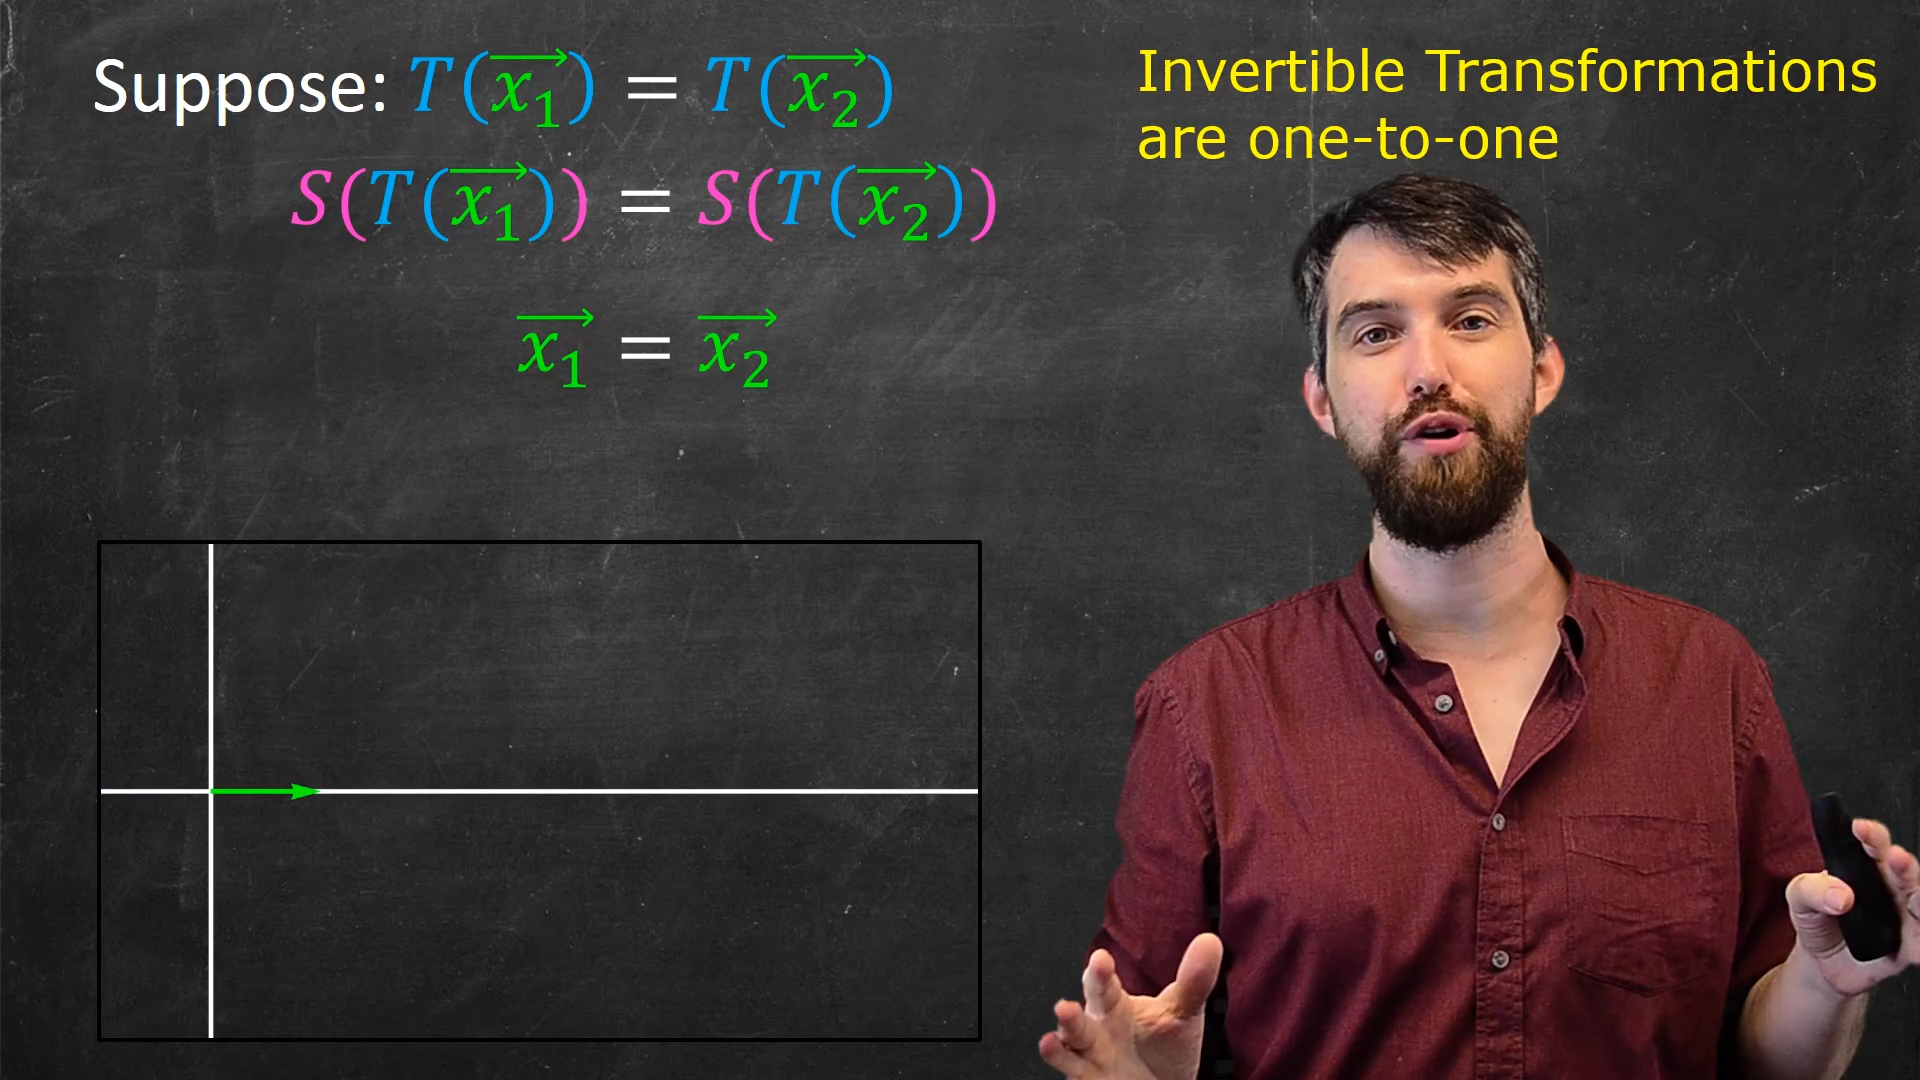 Suppose: T(x₁⃗) = T(x₂⃗)
S(T(x₁⃗)) = S(T(x₂⃗))
x₁⃗ = x₂⃗
Invertible Transformations
are one-to-one